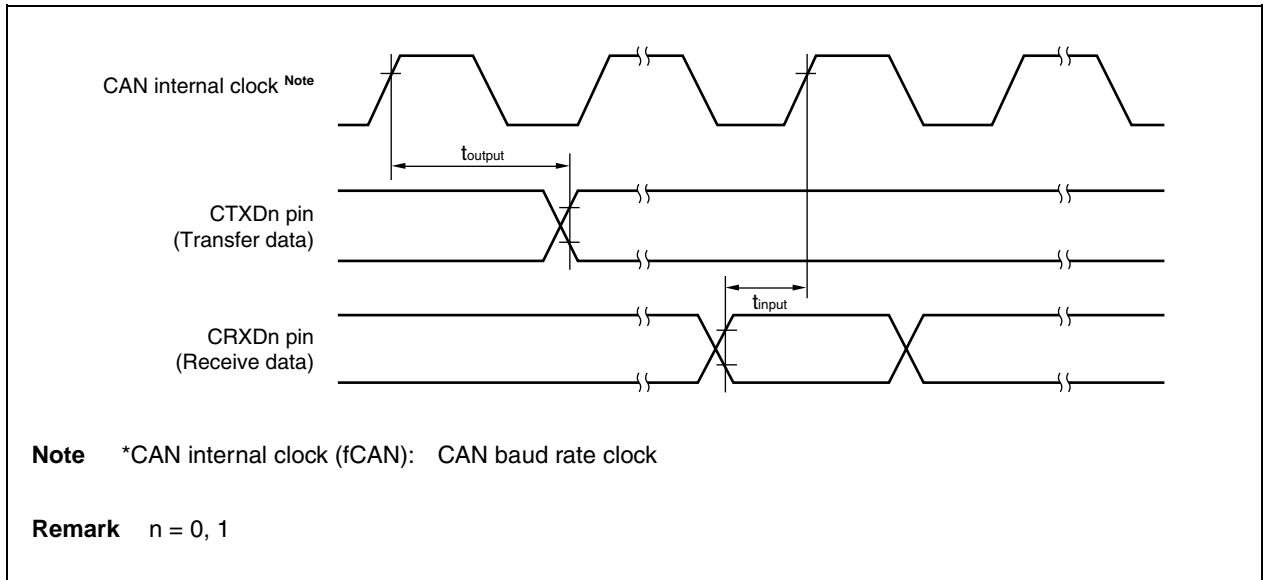 CAN internal clock Note
toutput
CTXDn pin
(Transfer data)
tinput
CRXDn pin
(Receive data)
Note *CAN internal clock (fCAN): CAN baud rate clock
Remark n = 0, 1